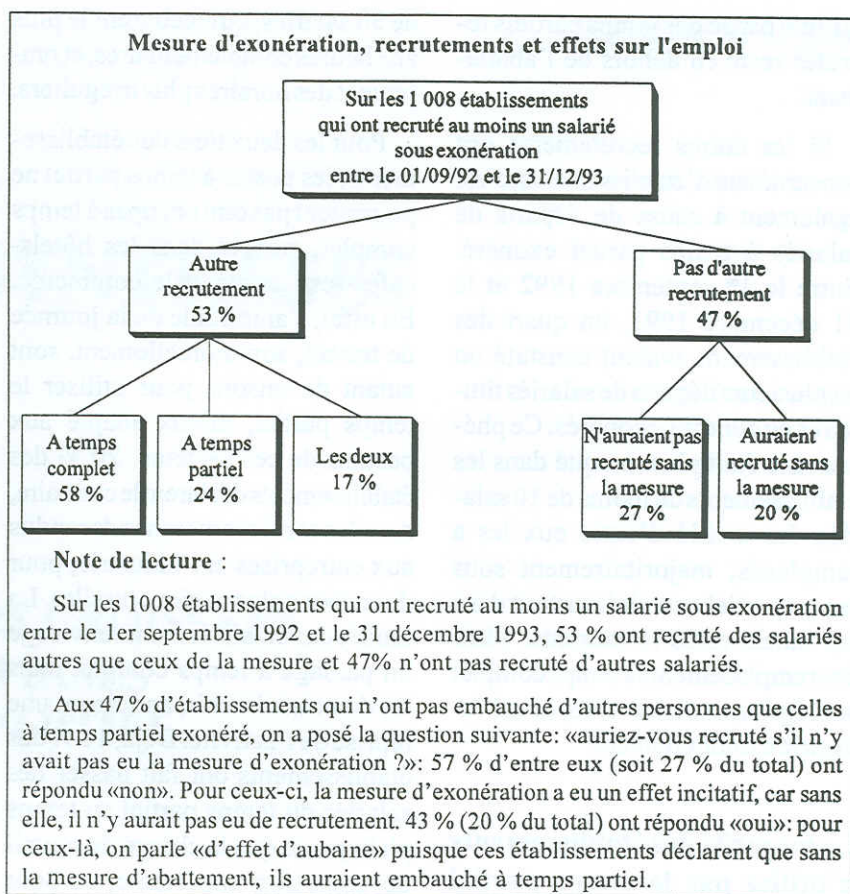 Mesure d'exonération, recrutements et effets sur l'emploi
Sur les 1 008 établissements
qui ont recruté au moins un salarié
sous exonération
entre le 01/09/92 et le 31/12/93
recrutement
53 %
Pas d'autre
recrutement
47 %
A temps
complet
58 %
A temps
partiel
24 %
Les deux
17 %
N'auraient pas
recruté sans
la mesure
27 %
Auraient
recruté sans
la mesure
20 %
Note de lecture :
Sur les 1008 établissements qui ont recruté au moins un salarié sous exonération
entre le 1er septembre 1992 et le 31 décembre 1993, 53 % ont recruté des salariés
autres que ceux de la mesure et 47% n'ont pas recruté d'autres salariés.
Aux 47 % d'établissements qui n'ont pas embauché d'autres personnes que celles
à temps partiel exonéré, on a posé la question suivante: «auriez-vous recruté s'il n'y
avait pas eu la mesure d'exonération ?»: 57 % d'entre eux (soit 27 % du total) ont
répondu «non». Pour ceux-ci, la mesure d'exonération a eu un effet incitatif, car sans
elle, il n'y aurait pas eu de recrutement. 43 % (20 % du total) ont répondu «oui»: pour
ceux-là, on parle «d'effet d'aubaine» puisque ces établissements déclarent que sans
la mesure d'abattement, ils auraient embauché à temps partiel.